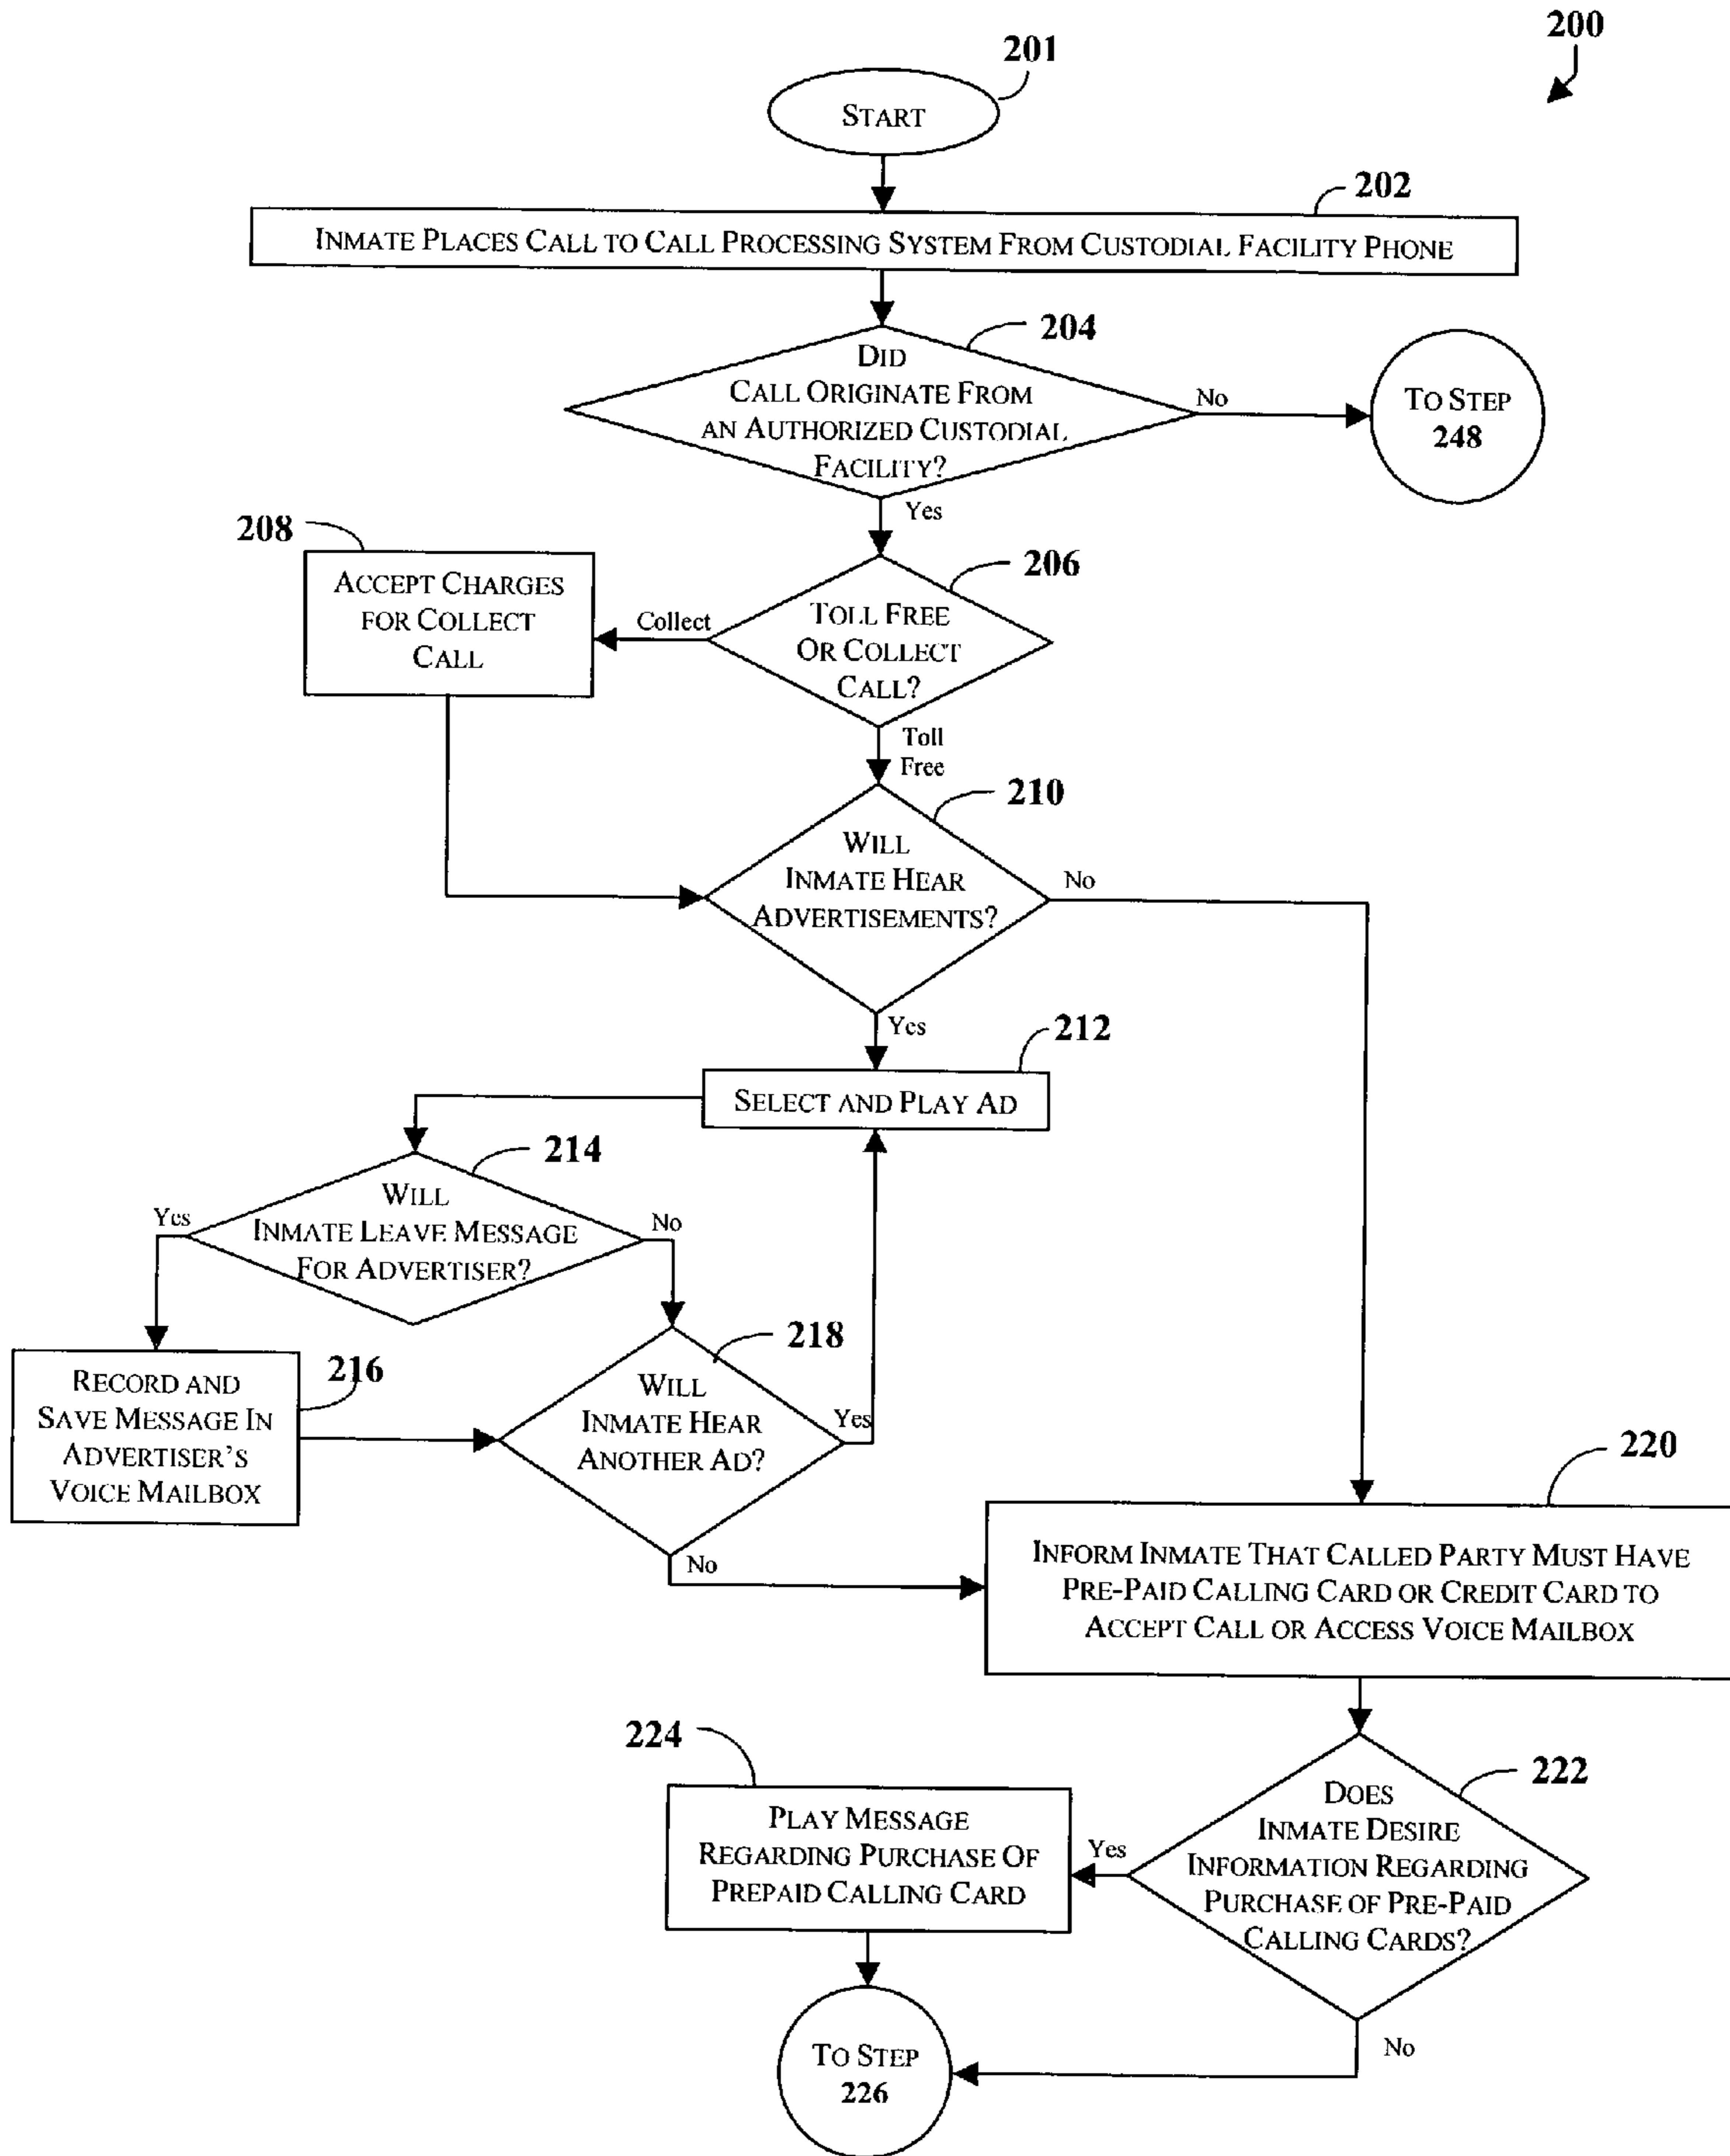 200
201
START
202
INMATE PLACES CALL TO CALL PROCESSING SYSTEM FROM CUSTODIAL FACILITY PHONE
204
DID
CALL ORIGINATE FROM
AN AUTHORIZED CUSTODIAL
FACILITY?
No
TO STEP
248
Yes
208
ACCEPT CHARGES
FOR COLLECT
CALL
Collect
206
TOLL FREE
OR COLLECT
CALL?
Toll
Free
210
WILL
INMATE HEAR
ADVERTISEMENTS?
No
Yes
212
SELECT AND PLAY AD
214
WILL
INMATE LEAVE MESSAGE
FOR ADVERTISER?
Yes
No
216
RECORD AND
SAVE MESSAGE IN
ADVERTISER'S
VOICE MAILBOX
218
WILL
INMATE HEAR
ANOTHER AD?
Yes
No
220
INFORM INMATE THAT CALLED PARTY MUST HAVE
PRE-PAID CALLING CARD OR CREDIT CARD TO
ACCEPT CALL OR ACCESS VOICE MAILBOX
222
DOES
INMATE DESIRE
INFORMATION REGARDING
PURCHASE OF PRE-PAID
CALLING CARDS?
Yes
No
224
PLAY MESSAGE
REGARDING PURCHASE OF
PREPAID CALLING CARD
TO STEP
226